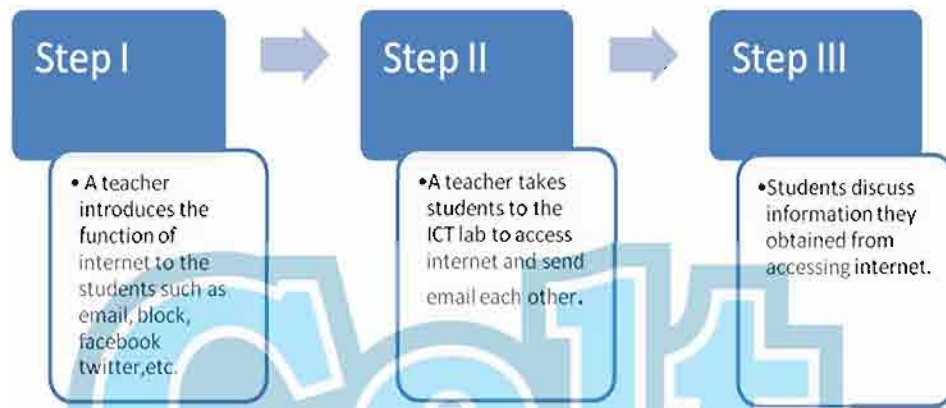 Step I
• A teacher
introduces the
function of
internet to the
students such as
email, block,
facebook
twitter,etc.
Step II
•A teacher takes
students to the
ICT lab to access
internet and send
email each other.
Step III
•Students discuss
information they
obtained from
accessing internet.